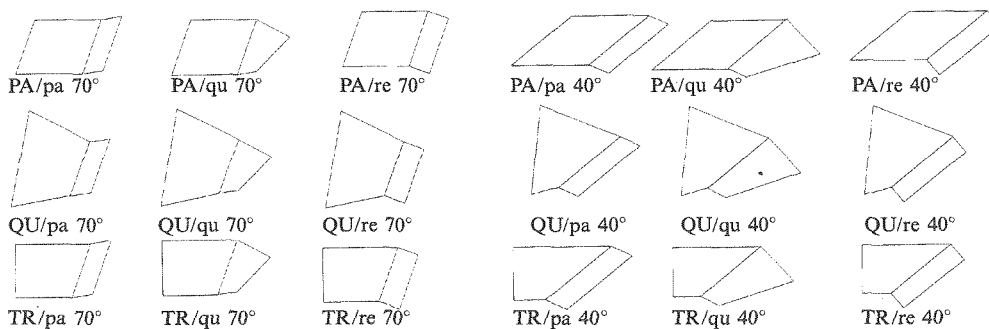 PA/pa 70° PA/qu 70° PA/re 70° PA/pa 40° PA/qu 40° PA/re 40°
QU/pa 70° QU/qu 70° QU/re 70° QU/pa 40° QU/qu 40° QU/re 40°
TR/pa 70° TR/qu 70° TR/re 70° TR/pa 40° TR/qu 40° TR/re 40°